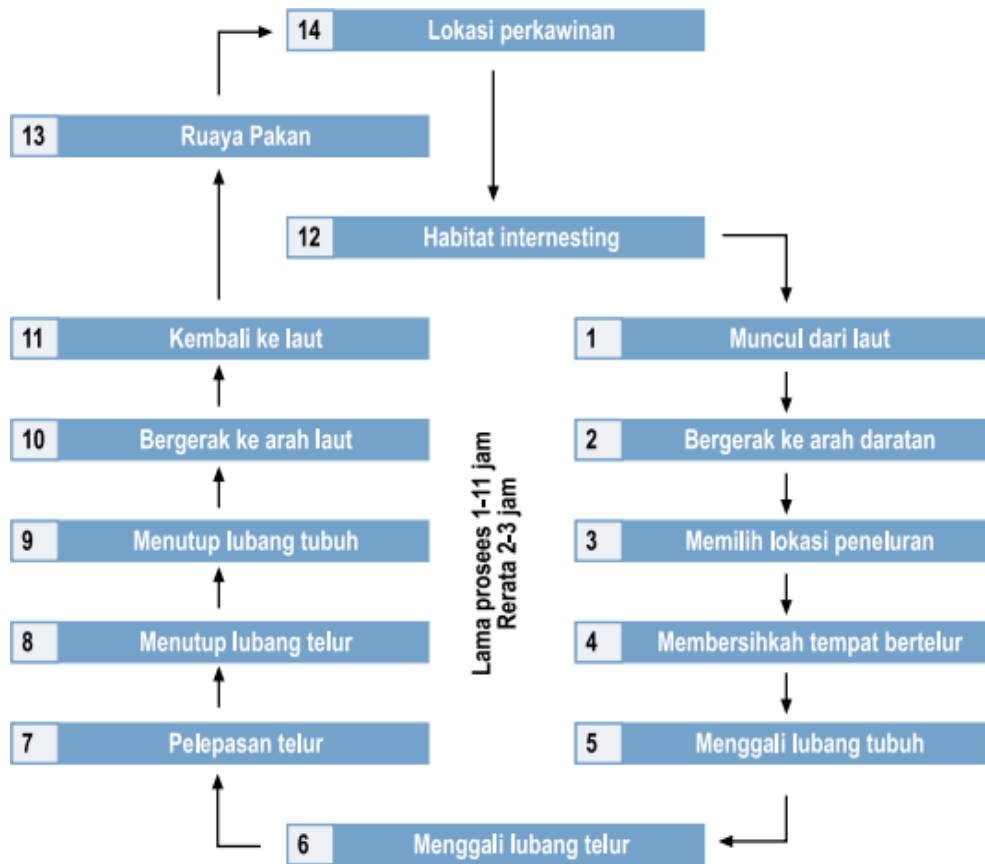 14 Lokasi perkawinan
13 Ruaya Pakan
12 Habitat internesting
11 Kembali ke laut
1 Muncul dari laut
10 Bergerak ke arah laut
2 Bergerak ke arah daratan
Lama prosees 1-11 jam
Rerata 2-3 jam
9 Menutup lubang tubuh
3 Memilih lokasi peneluran
8 Menutup lubang telur
4 Membersihkah tempat bertelur
7 Pelepasan telur
5 Menggali lubang tubuh
6 Menggali lubang telur